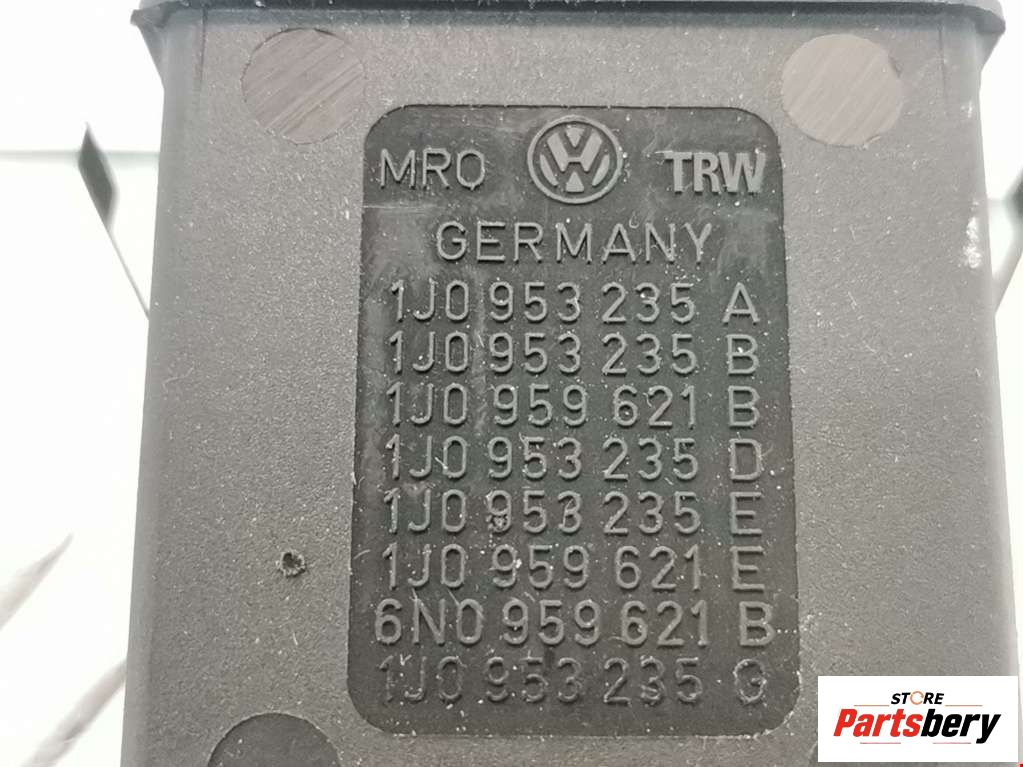 MRO VW TRW
GERMANY
1J0 953 235 A
1J0 953 235 B
1J0 959 621 B
1J0 953 235 D
1J0 953 235 E
1J0 959 621 E
6N0 959 621 B
1J0 953 235 G
STORE
Partsbery